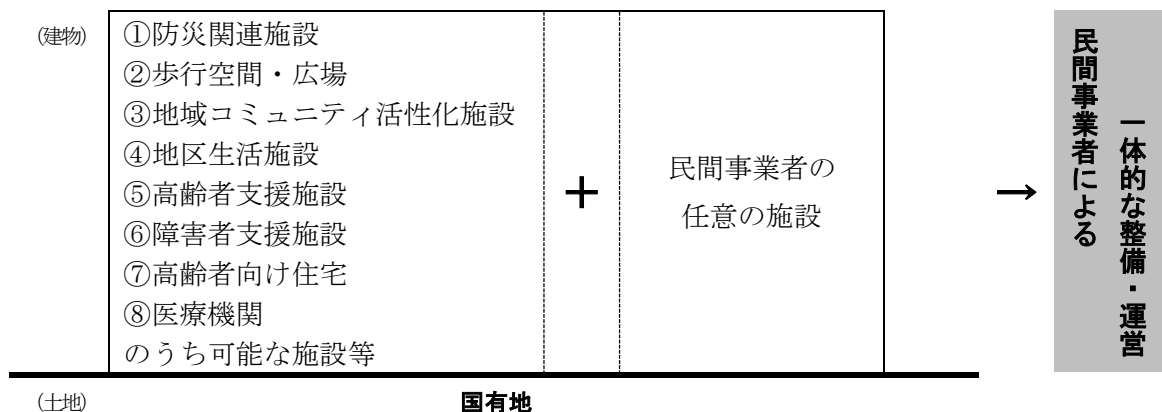 (建物)
①防災関連施設
②歩行空間・広場
③地域コミュニティ活性化施設
④地区生活施設
⑤高齢者支援施設
⑥障害者支援施設
⑦高齢者向け住宅
⑧医療機関
のうち可能な施設等
＋
民間事業者の
任意の施設
→
民間事業者による
一体的な整備・運営
(土地)
国有地